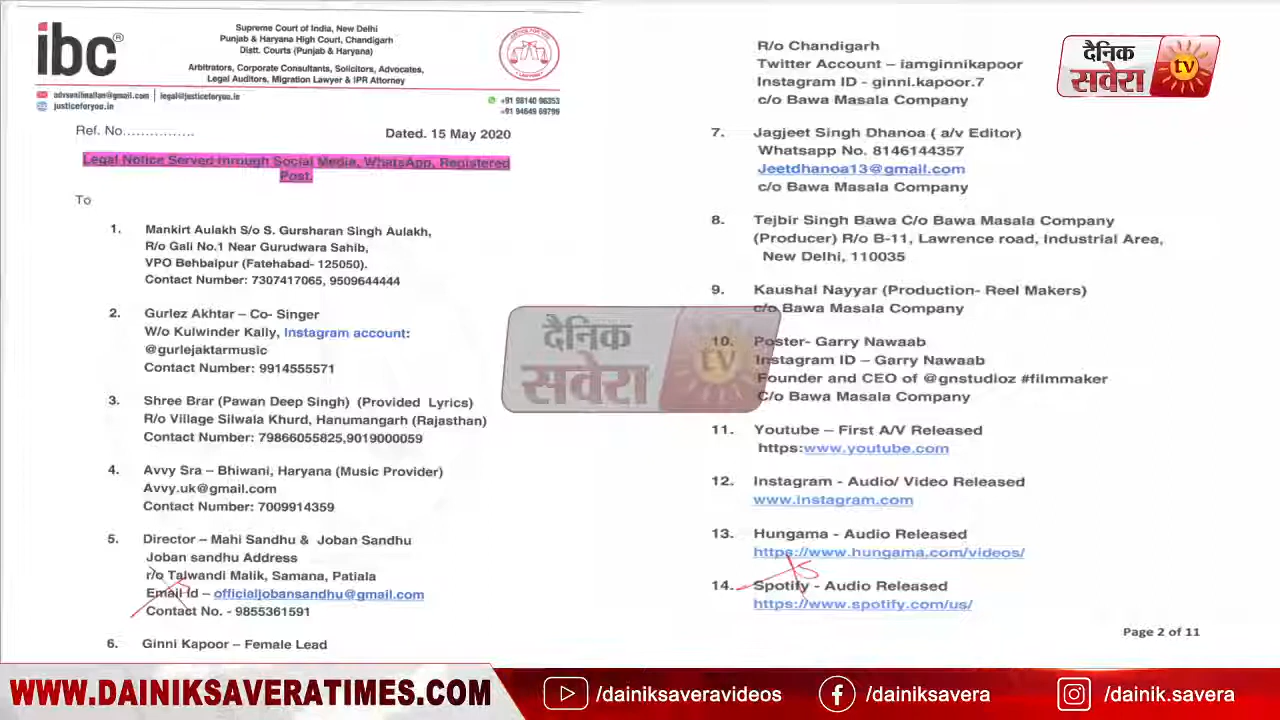 ibc®
Supreme Court of India, New Delhi
Punjab & Haryana High Court, Chandigarh
Distt. Courts (Punjab & Haryana)
Arbitrators, Corporate Consultants, Solicitors, Advocates,
Legal Auditors, Migration Lawyer & IPR Attorney
advsunilmallan@gmail.com | legal@justiceforyou.in
justiceforyou.in
+91 98140 96353
+91 94649 69796
Ref. No...............
Dated. 15 May 2020
Legal Notice Served through Social Media, WhatsApp, Registered
Post.
To
1. Mankirt Aulakh S/o S. Gursharan Singh Aulakh,
R/o Gali No.1 Near Gurudwara Sahib,
VPO Behbalpur (Fatehabad- 125050).
Contact Number: 7307417065, 9509644444
2. Gurlez Akhtar – Co- Singer
W/o Kulwinder Kally, Instagram account:
@gurlejaktarmusic
Contact Number: 9914555571
3. Shree Brar (Pawan Deep Singh) (Provided Lyrics)
R/o Village Silwala Khurd, Hanumangarh (Rajasthan)
Contact Number: 79866055825,9019000059
4. Avvy Sra – Bhiwani, Haryana (Music Provider)
Avvy.uk@gmail.com
Contact Number: 7009914359
5. Director – Mahi Sandhu & Joban Sandhu
Joban sandhu Address
r/o Talwandi Malik, Samana, Patiala
Email Id – officialjobansandhu@gmail.com
Contact No. - 9855361591
6. Ginni Kapoor – Female Lead
R/o Chandigarh
Twitter Account – iamginnikapoor
Instagram ID - ginni.kapoor.7
c/o Bawa Masala Company
7. Jagjeet Singh Dhanoa ( a/v Editor)
Whatsapp No. 8146144357
Jeetdhanoa13@gmail.com
c/o Bawa Masala Company
8. Tejbir Singh Bawa C/o Bawa Masala Company
(Producer) R/o B-11, Lawrence road, Industrial Area,
New Delhi, 110035
9. Kaushal Nayyar (Production- Reel Makers)
c/o Bawa Masala Company
10. Poster- Garry Nawaab
Instagram ID – Garry Nawaab
Founder and CEO of @gnstudioz #filmmaker
C/o Bawa Masala Company
11. Youtube – First A/V Released
https:www.youtube.com
12. Instagram - Audio/ Video Released
www.instagram.com
13. Hungama - Audio Released
https://www.hungama.com/videos/
14. Spotify - Audio Released
https://www.spotify.com/us/
Page 2 of 11
दैनिक
सवेरा tv
दैनिक
सवेरा tv
WWW.DAINIKSAVERATIMES.COM
/dainiksaveravideos
/dainiksavera
/dainik.savera